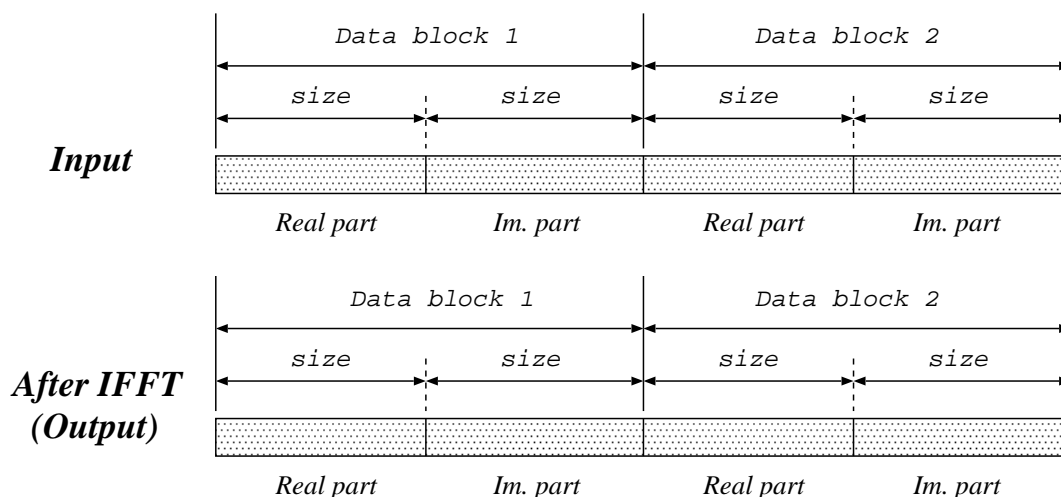 Data block 1 Data block 2
size size size size
Input
Real part Im. part Real part Im. part
Data block 1 Data block 2
size size size size
After IFFT
(Output)
Real part Im. part Real part Im. part